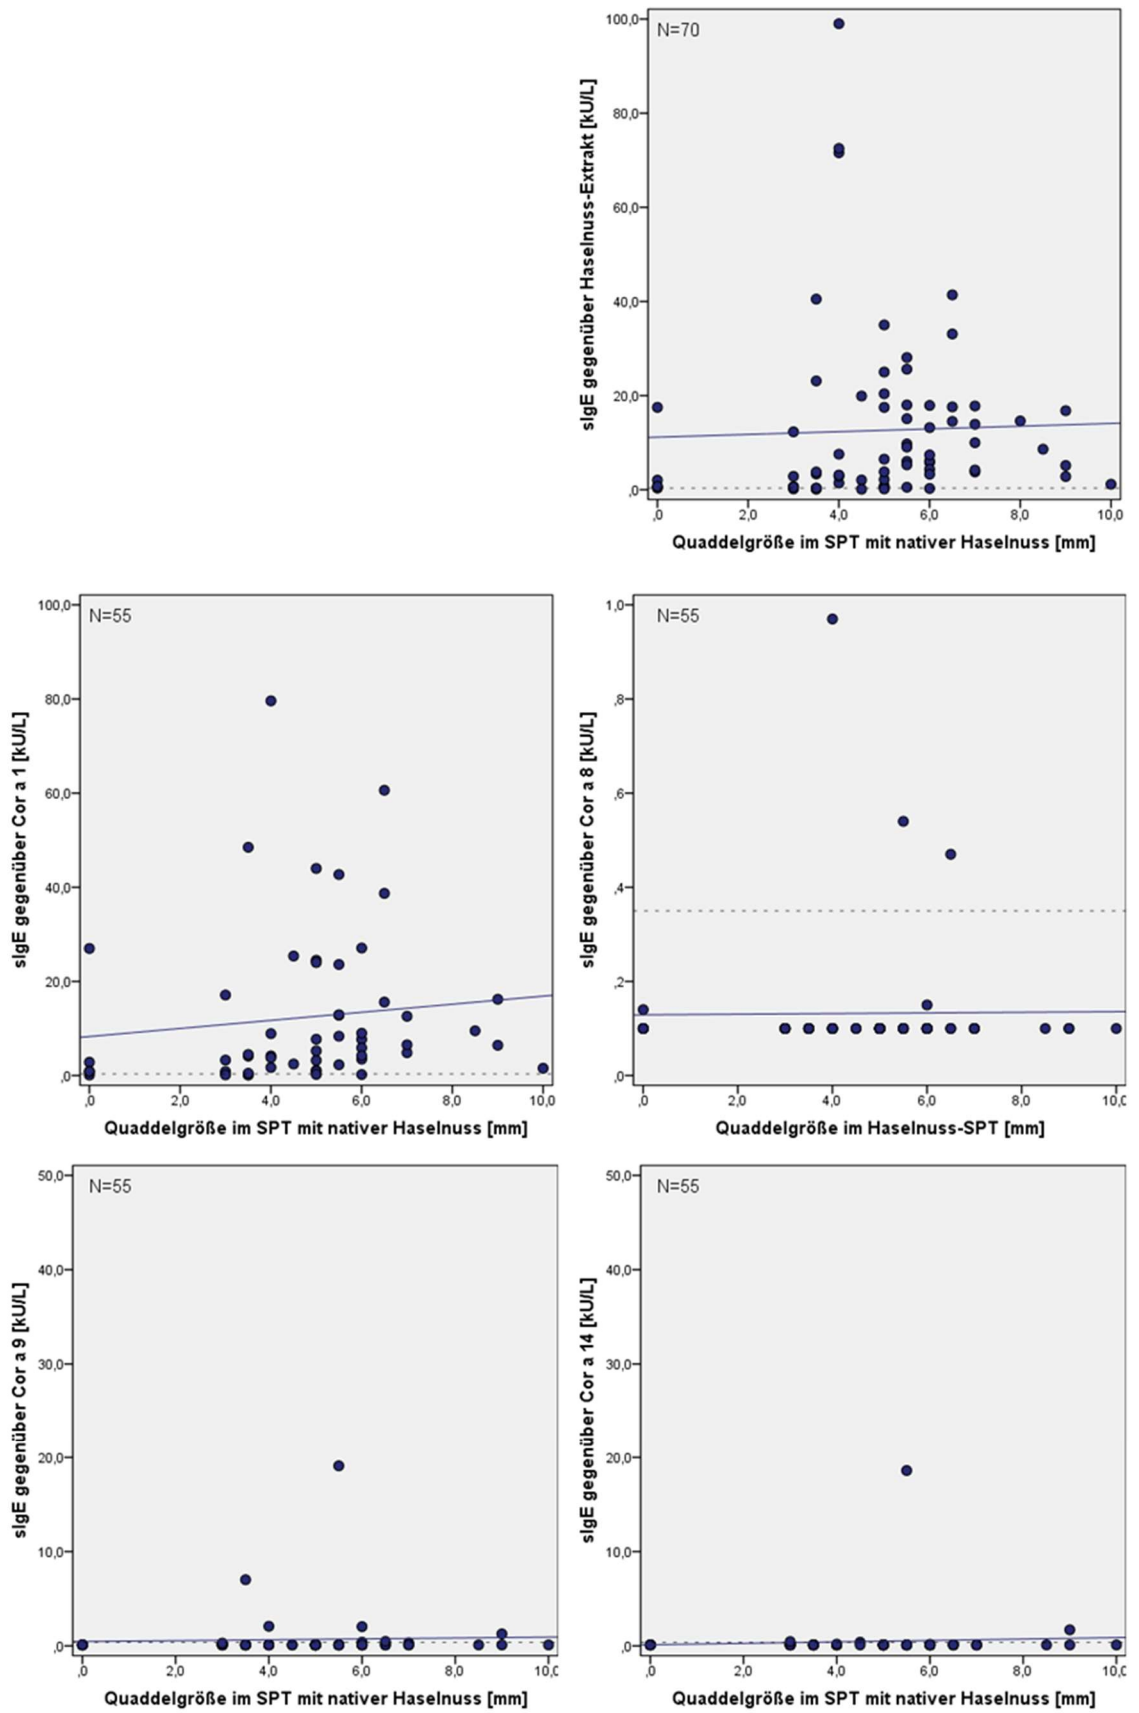 N=70
sIgE gegenüber Haselnuss-Extrakt [kU/L]
100,0
80,0
60,0
40,0
20,0
,0
,0 2,0 4,0 6,0 8,0 10,0
Quaddelgröße im SPT mit nativer Haselnuss [mm]
N=55
sIgE gegenüber Cor a 1 [kU/L]
100,0
80,0
60,0
40,0
20,0
,0
,0 2,0 4,0 6,0 8,0 10,0
Quaddelgröße im SPT mit nativer Haselnuss [mm]
N=55
sIgE gegenüber Cor a 8 [kU/L]
1,0
,8
,6
,4
,2
,0
,0 2,0 4,0 6,0 8,0 10,0
Quaddelgröße im Haselnuss-SPT [mm]
N=55
sIgE gegenüber Cor a 9 [kU/L]
50,0
40,0
30,0
20,0
10,0
,0
,0 2,0 4,0 6,0 8,0 10,0
Quaddelgröße im SPT mit nativer Haselnuss [mm]
N=55
sIgE gegenüber Cor a 14 [kU/L]
50,0
40,0
30,0
20,0
10,0
,0
,0 2,0 4,0 6,0 8,0 10,0
Quaddelgröße im SPT mit nativer Haselnuss [mm]